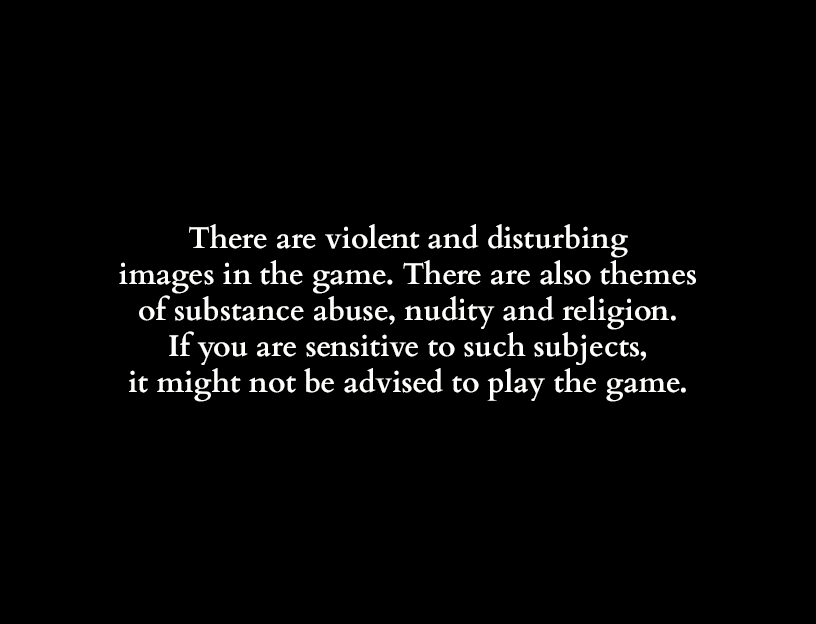 There are violent and disturbing
images in the game. There are also themes
of substance abuse, nudity and religion.
If you are sensitive to such subjects,
it might not be advised to play the game.